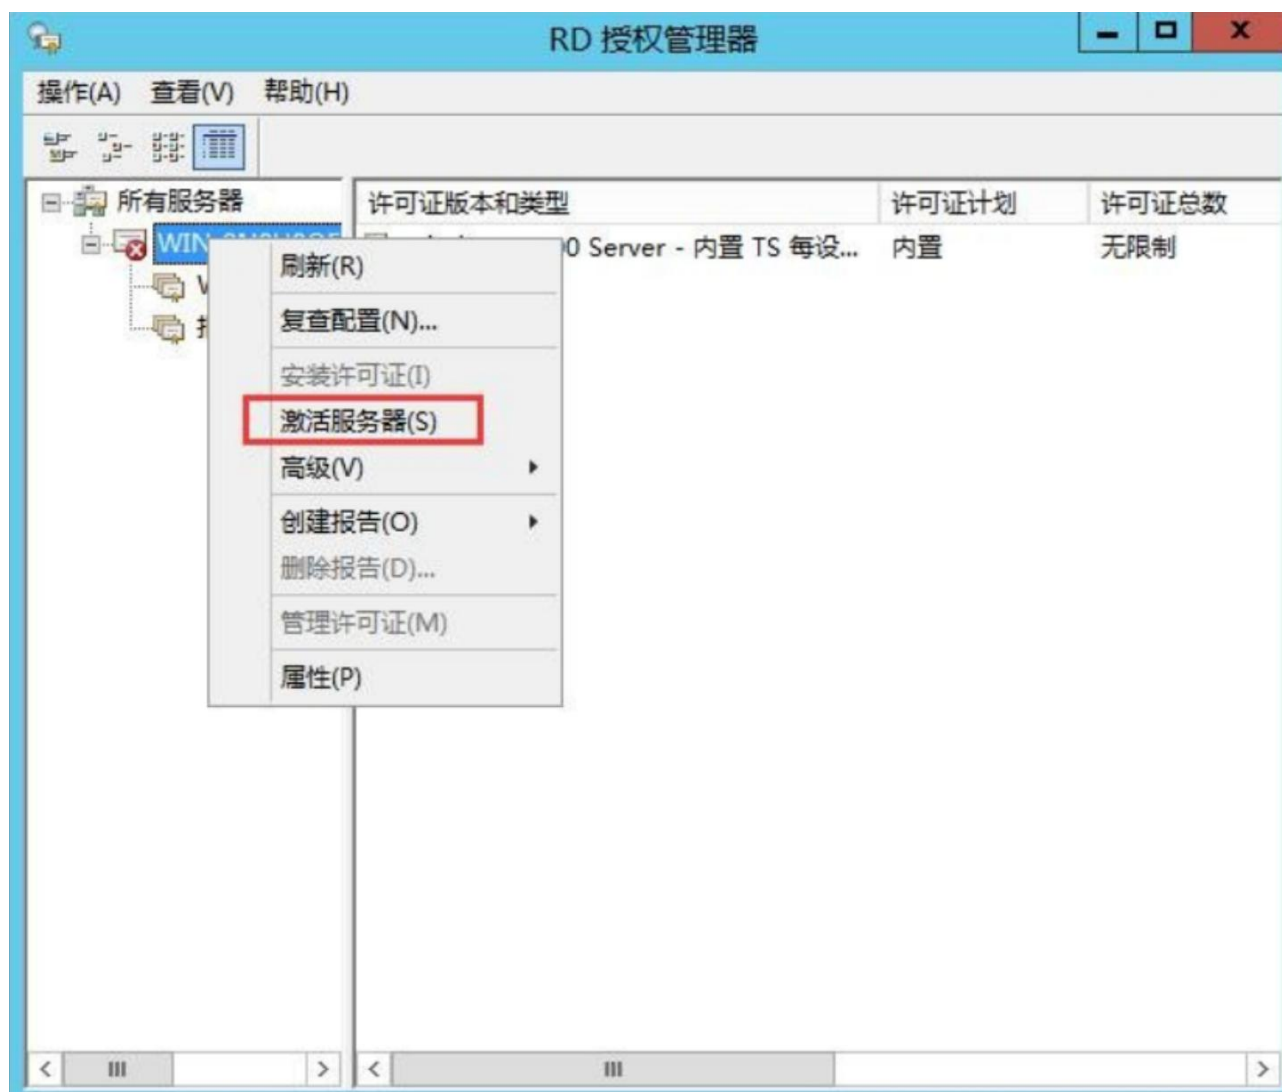 RD 授权管理器
操作(A) 查看(V) 帮助(H)
所有服务器
许可证版本和类型 许可证计划 许可证总数
00 Server - 内置 TS 每设... 内置 无限制
刷新(R)
复查配置(N)...
安装许可证(I)
激活服务器(S)
高级(V)
创建报告(O)
删除报告(D)...
管理许可证(M)
属性(P)